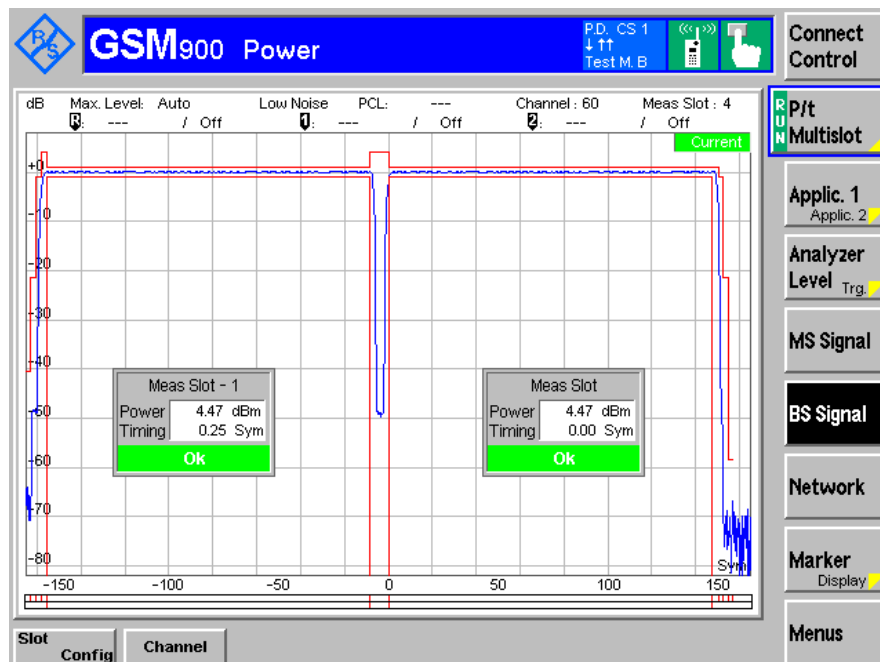 R/S
GSM900 Power
P.D. CS 1
↓ ↑↑
Test M. B
Connect Control
dB Max. Level: Auto Low Noise PCL: --- Channel : 60 Meas Slot : 4
R: --- / Off 1: --- / Off 2: --- / Off
Current
RUN
P/t Multislot
Applic. 1
Applic. 2
Analyzer Level Trg.
MS Signal
BS Signal
Network
Marker
Display
Menus
+0
-10
-20
-30
-40
-50
-60
-70
-80
Meas Slot - 1
Power 4.47 dBm
Timing 0.25 Sym
Ok
Meas Slot
Power 4.47 dBm
Timing 0.00 Sym
Ok
Sym
-150 -100 -50 0 50 100 150
Slot Config
Channel